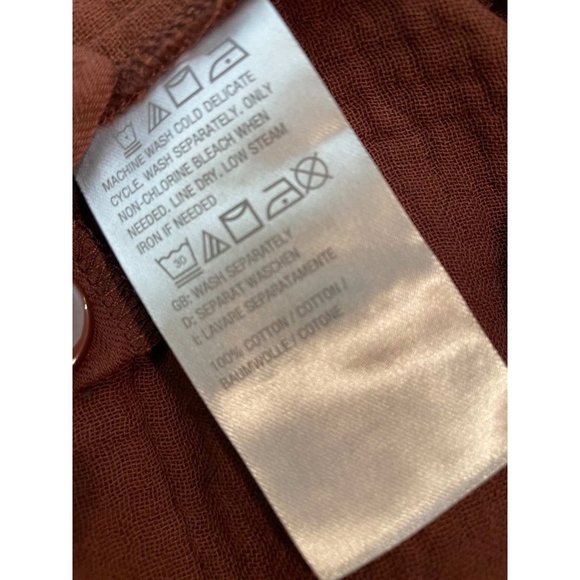 MACHINE WASH COLD DELICATE
CYCLE. WASH SEPARATELY. ONLY
NON-CHLORINE BLEACH WHEN
NEEDED. LINE DRY. LOW STEAM
IRON IF NEEDED
30
GB: WASH SEPARATELY
D: SEPARAT WASCHEN
I: LAVARE SEPARATAMENTE
100% COTTON / COTTON /
BAUMWOLLE / COTONE